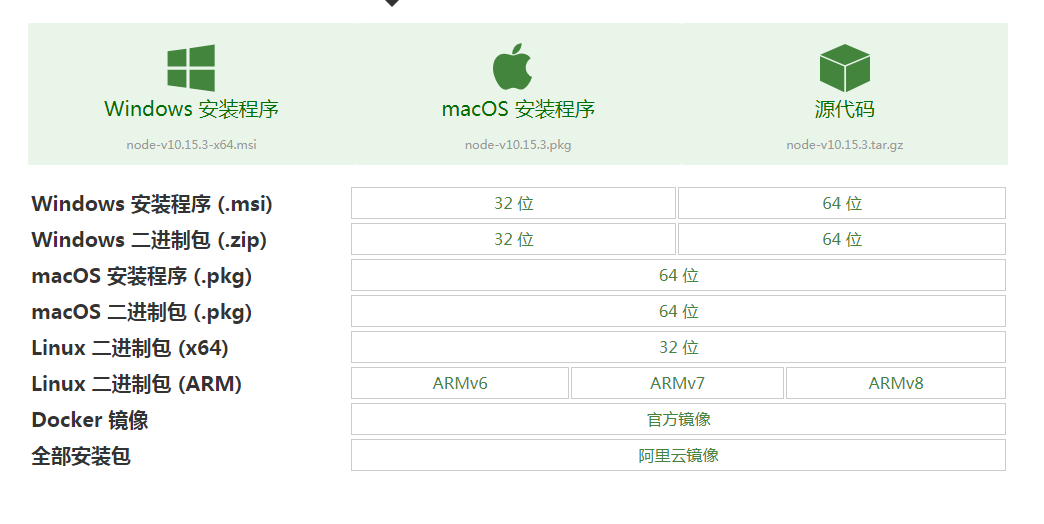 Windows 安装程序 macOS 安装程序 源代码
node-v10.15.3-x64.msi node-v10.15.3.pkg node-v10.15.3.tar.gz
Windows 安装程序 (.msi) 32 位 64 位
Windows 二进制包 (.zip) 32 位 64 位
macOS 安装程序 (.pkg) 64 位
macOS 二进制包 (.pkg) 64 位
Linux 二进制包 (x64) 32 位
Linux 二进制包 (ARM) ARMv6 ARMv7 ARMv8
Docker 镜像 官方镜像
全部安装包 阿里云镜像